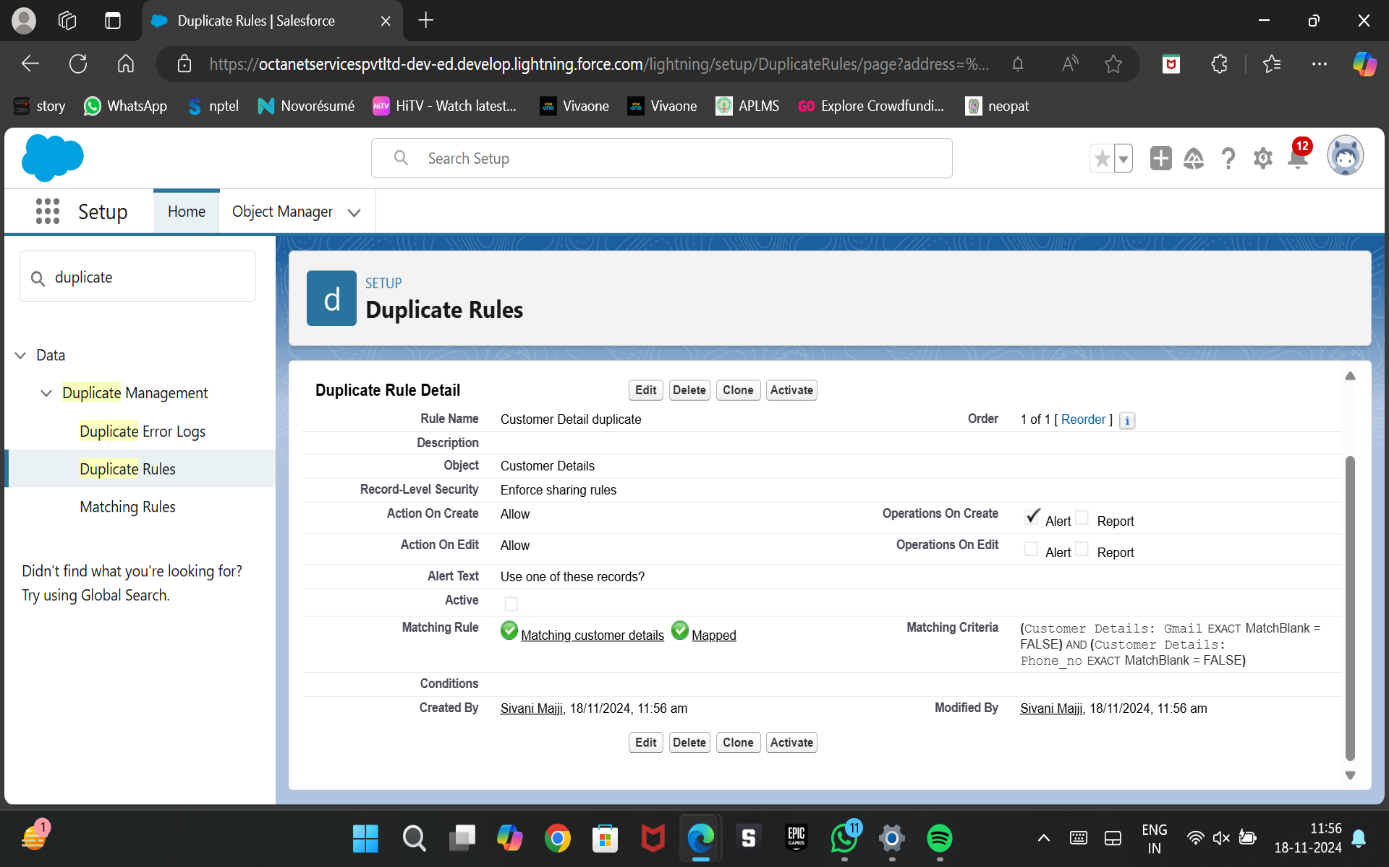 Duplicate Rules | Salesforce
https://octanetservicespvtltd-dev-ed.develop.lightning.force.com/lightning/setup/DuplicateRules/page?address=%...
story WhatsApp nptel Novorésumé HiTV - Watch latest... Vivaone Vivaone APLMS GO Explore Crowdfundi... neopat
Search Setup
12
Setup Home Object Manager
duplicate
Data
Duplicate Management
Duplicate Error Logs
Duplicate Rules
Matching Rules
Didn't find what you're looking for?
Try using Global Search.
d
SETUP
Duplicate Rules
Duplicate Rule Detail Edit Delete Clone Activate
Rule Name Customer Detail duplicate Order 1 of 1 [ Reorder ] i
Description
Object Customer Details
Record-Level Security Enforce sharing rules
Action On Create Allow Operations On Create Alert Report
Action On Edit Allow Operations On Edit Alert Report
Alert Text Use one of these records?
Active
Matching Rule Matching customer details Mapped Matching Criteria (Customer Details: Gmail EXACT MatchBlank =
FALSE) AND (Customer Details:
Phone_no EXACT MatchBlank = FALSE)
Conditions
Created By Sivani Majji, 18/11/2024, 11:56 am Modified By Sivani Majji, 18/11/2024, 11:56 am
Edit Delete Clone Activate
1
S
EPIC
GAMES
11
ENG
IN
11:56
18-11-2024